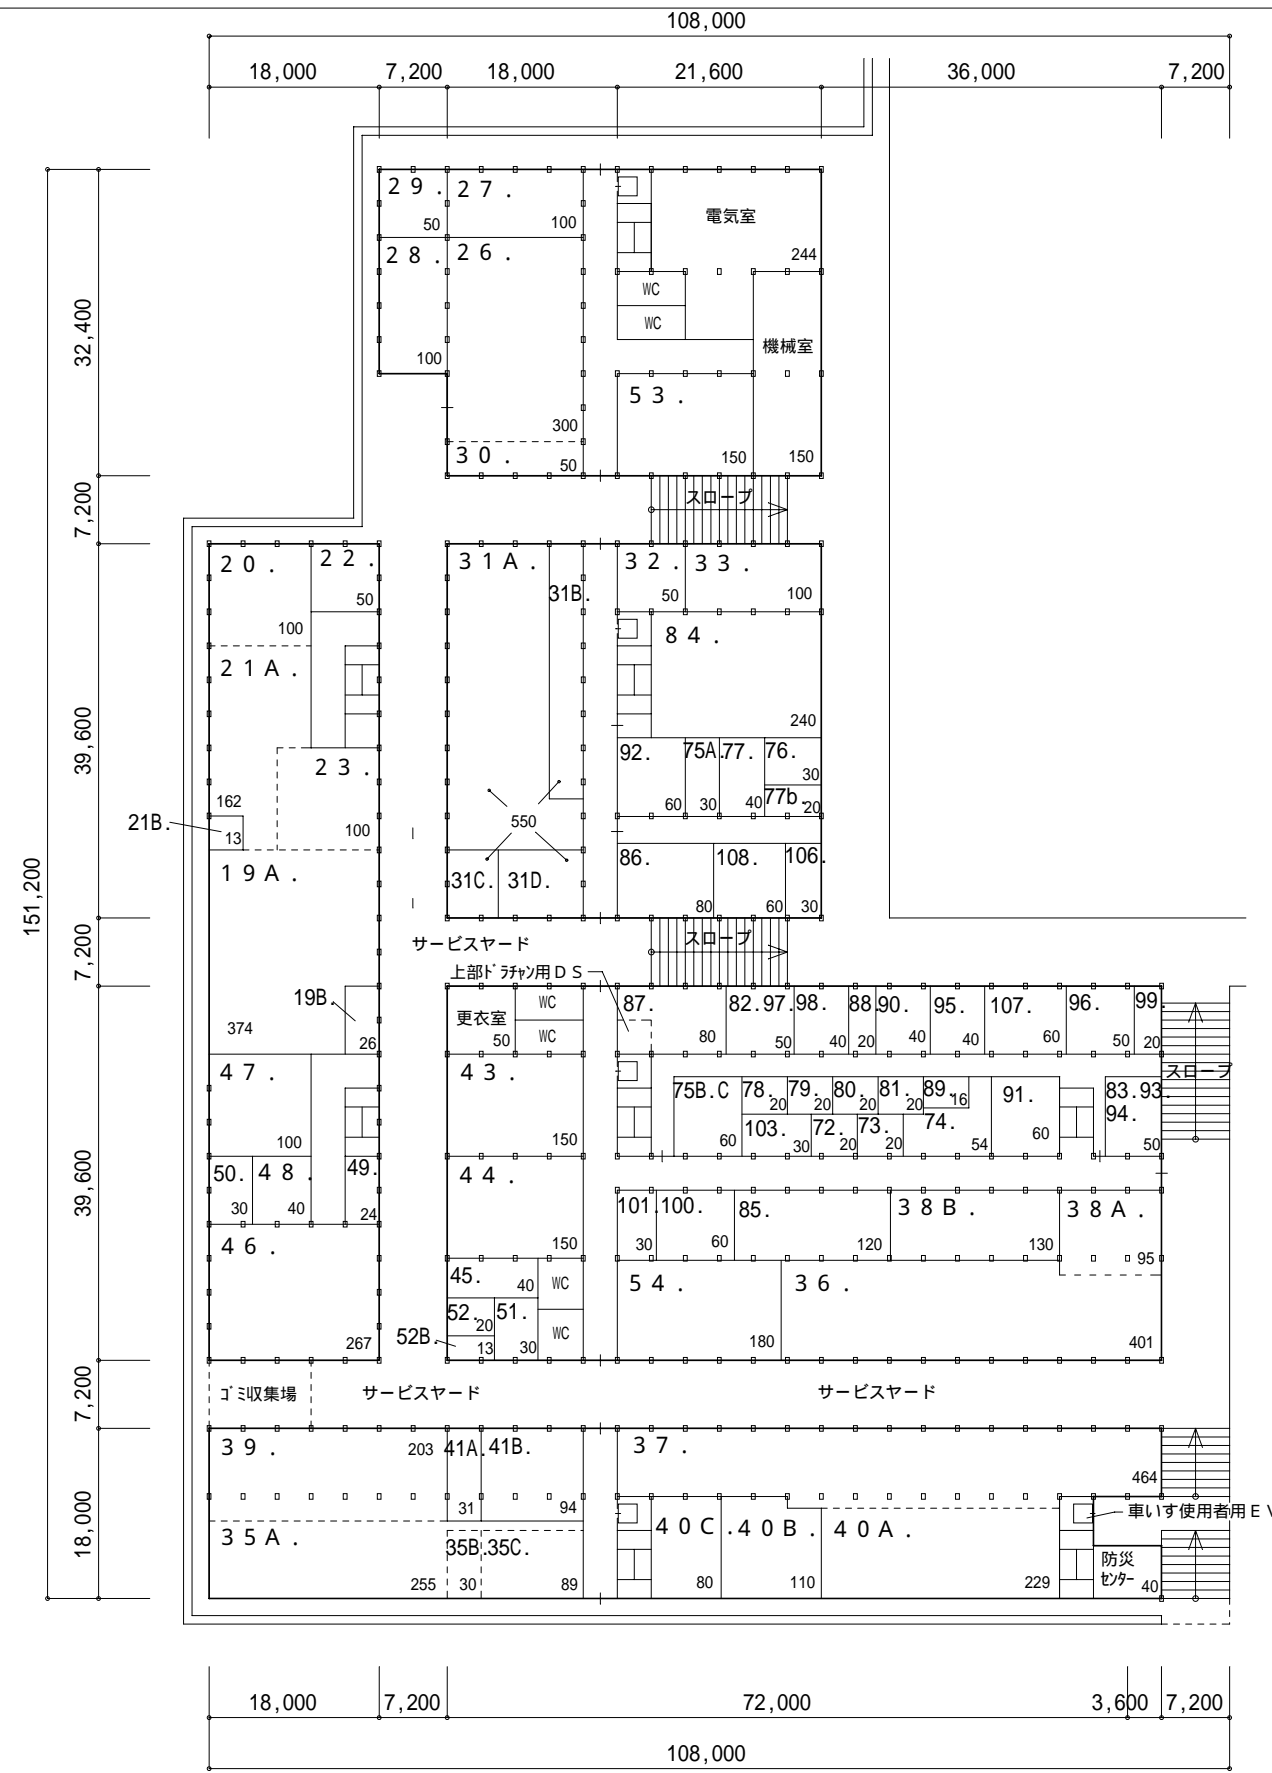 108,000
18,000 7,200 18,000 21,600 36,000 7,200
29. 27.
50 100
電気室
244
28. 26.
WC
WC
機械室
32,400
100
53.
300
30. 50
150 150
7,200
スロープ
20. 22.
31A. 32. 33.
31B.
50 50 100
100
84.
21A.
240
39,600
23.
92. 75A. 77. 76.
30
77b.
60 30 40 20
162
21B.
13
100
550
19A.
86. 108. 106.
31C. 31D.
80 60 30
151,200
7,200
サービスヤード
スロープ
上部ドラチャン用DS
19B.
更衣室
WC
WC
87. 82.97. 98. 88. 90. 95. 107. 96. 99.
374
26
50
80 50 40 20 40 40 60 50 20
47.
43.
スロープ
75B.C 78. 79. 80. 81. 89. 91. 83.93.
94.
20 20 20 20 16
103. 72. 73. 74.
100
150
60 30 20 20 54 60 50
39,600
50. 48. 49.
44.
30 40 24
101. 100. 85. 38B. 38A.
46.
150
30 60 120 130 95
45. 40 WC
54. 36.
52. 20 51.
52B.
13 30
WC
267
180 401
7,200
ゴミ収集場 サービスヤード サービスヤード
39. 203 41A. 41B. 37.
464
31 94
18,000
35A.
35B. 35C.
40C. 40B. 40A.
車いす使用者用EV
防災
センター
255 30 89 80 110 229 40
18,000 7,200 72,000 3,600 7,200
108,000